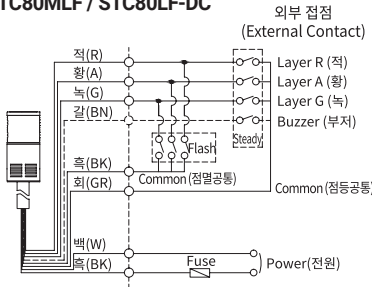 TC80MLF / STC80LF-DC
외부 접점
(External Contact)
적(R)
Layer R (적)
황(A)
Layer A (황)
녹(G)
Layer G (녹)
갈(BN)
Buzzer (부저)
Flash
Steady
흑(BK)
Common (점멸공통)
회(GR)
Common (점등공통)
백(W)
흑(BK)
Fuse
Power(전원)